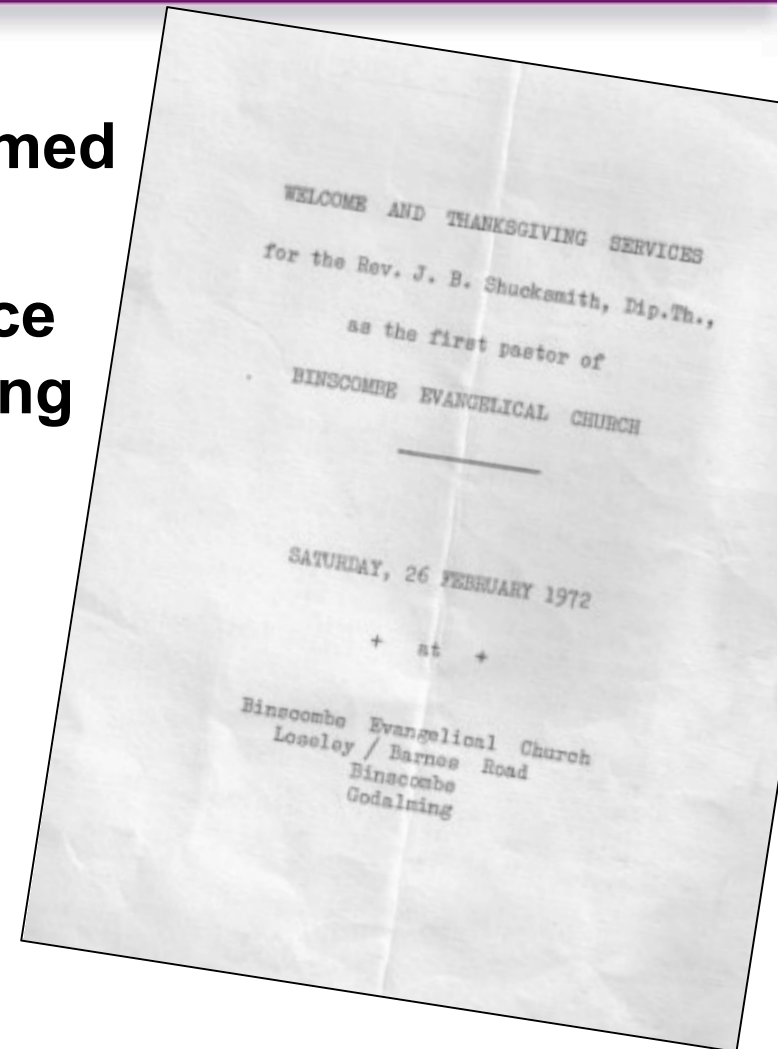 med
ce
ng
WELCOME AND THANKSGIVING SERVICES
for the Rev. J. B. Shucksmith, Dip.Th.,
as the first pastor of
BINSCOMBE EVANGELICAL CHURCH
SATURDAY, 26 FEBRUARY 1972
+ at +
Binscombe Evangelical Church
Loseley / Barnes Road
Binscombe
Godalming